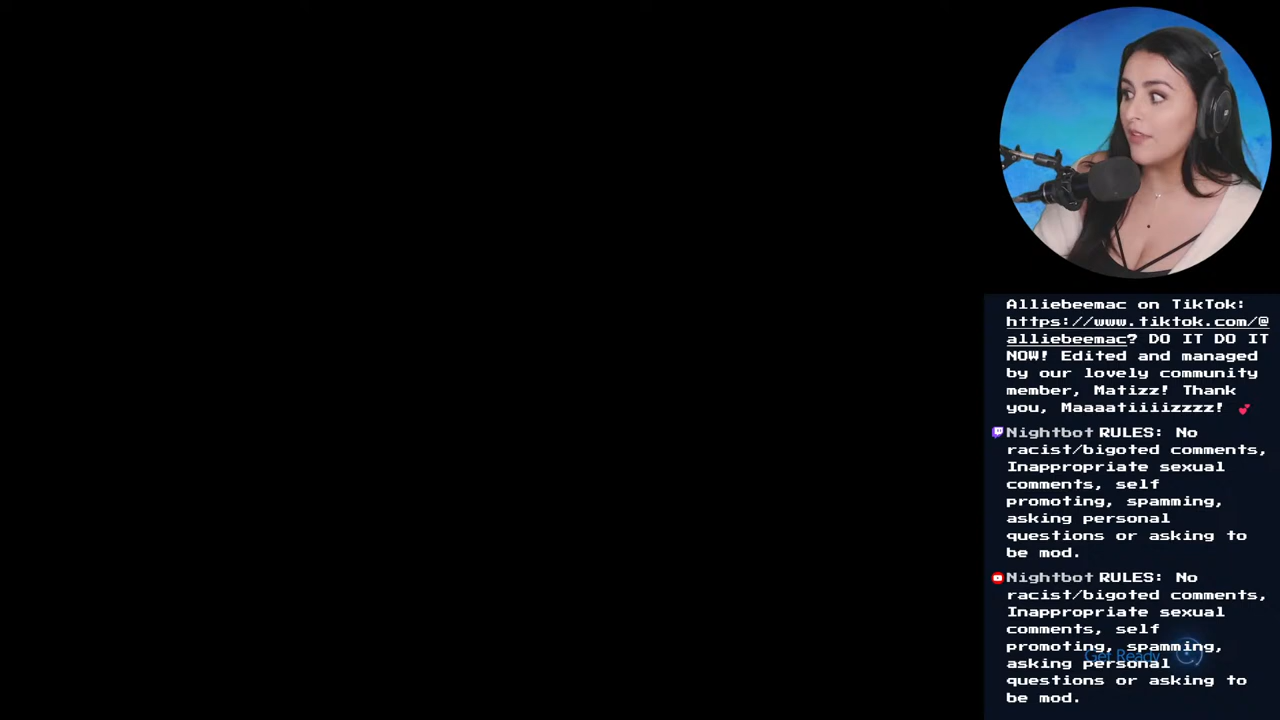 Alliebeemac on TikTok:
https://www.tiktok.com/@
alliebeemac? DO IT DO IT
NOW! Edited and managed
by our lovely community
member, Matizz! Thank
you, Maaaatiiiizzzz!
Nightbot RULES: No
racist/bigoted comments,
Inappropriate sexual
comments, self
promoting, spamming,
asking personal
questions or asking to
be mod.
Nightbot RULES: No
racist/bigoted comments,
Inappropriate sexual
comments, self
promoting, spamming,
Get Ready
asking personal
questions or asking to
be mod.